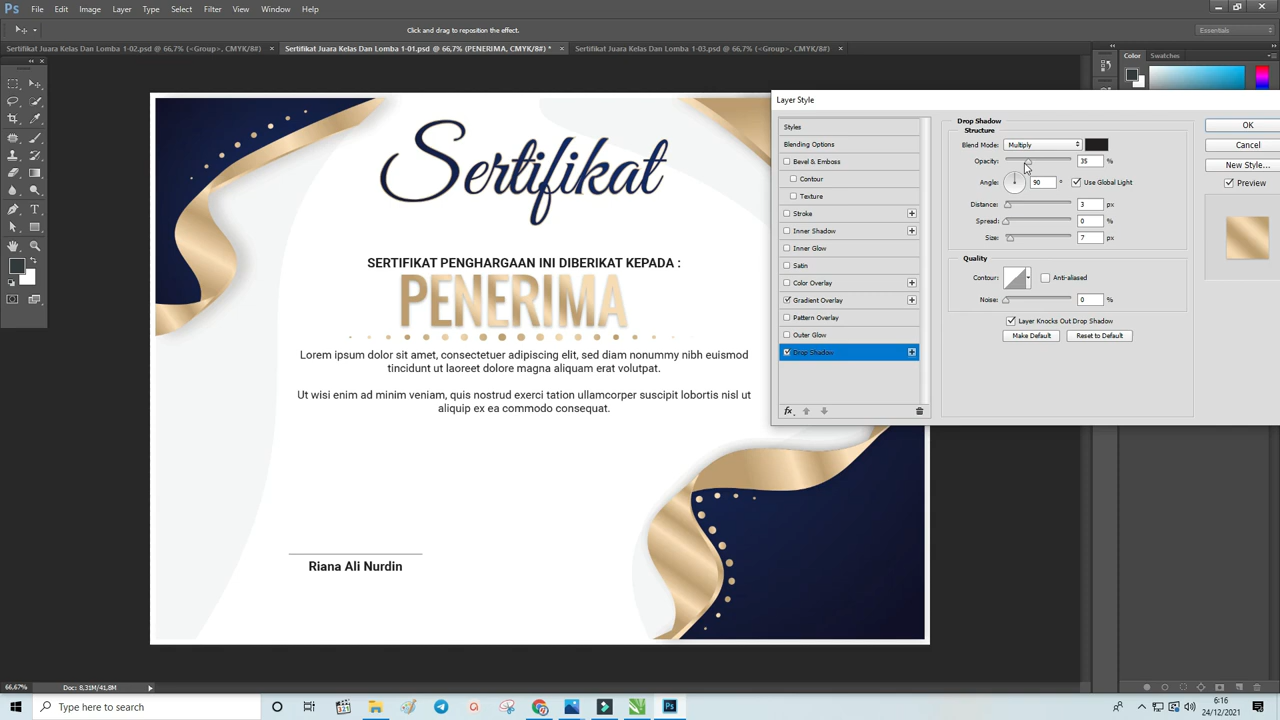 Ps File Edit Image Layer Type Select Filter 3D View Window Help
Click and drag to reposition the effect.
Essentials
Sertifikat Juara Kelas Dan Lomba 1-02.psd @ 66,7% (<Group>, CMYK/8#) ×
Sertifikat Juara Kelas Dan Lomba 1-01.psd @ 66,7% (PENERIMA, CMYK/8#) * ×
Sertifikat Juara Kelas Dan Lomba 1-03.psd @ 66,7% (<Group>, CMYK/8#) ×
Color Swatches
Sertifikat
SERTIFIKAT PENGHARGAAN INI DIBERIKAT KEPADA :
PENERIMA
Lorem ipsum dolor sit amet, consectetuer adipiscing elit, sed diam nonummy nibh euismod
tincidunt ut laoreet dolore magna aliquam erat volutpat.
Ut wisi enim ad minim veniam, quis nostrud exerci tation ullamcorper suscipit lobortis nisl ut
aliquip ex ea commodo consequat.
Riana Ali Nurdin
Layer Style
Styles
Blending Options
Bevel & Emboss
Contour
Texture
Stroke
Inner Shadow
Inner Glow
Satin
Color Overlay
Gradient Overlay
Pattern Overlay
Outer Glow
Drop Shadow
fx
Drop Shadow
Structure
Blend Mode: Multiply
Opacity: 35 %
Angle: 90 ° Use Global Light
Distance: 3 px
Spread: 0 %
Size: 7 px
Quality
Contour: Anti-aliased
Noise: 0 %
Layer Knocks Out Drop Shadow
Make Default Reset to Default
OK
Cancel
New Style...
Preview
66,67% Doc: 8,31M/41,8M
Type here to search
6:16
24/12/2021